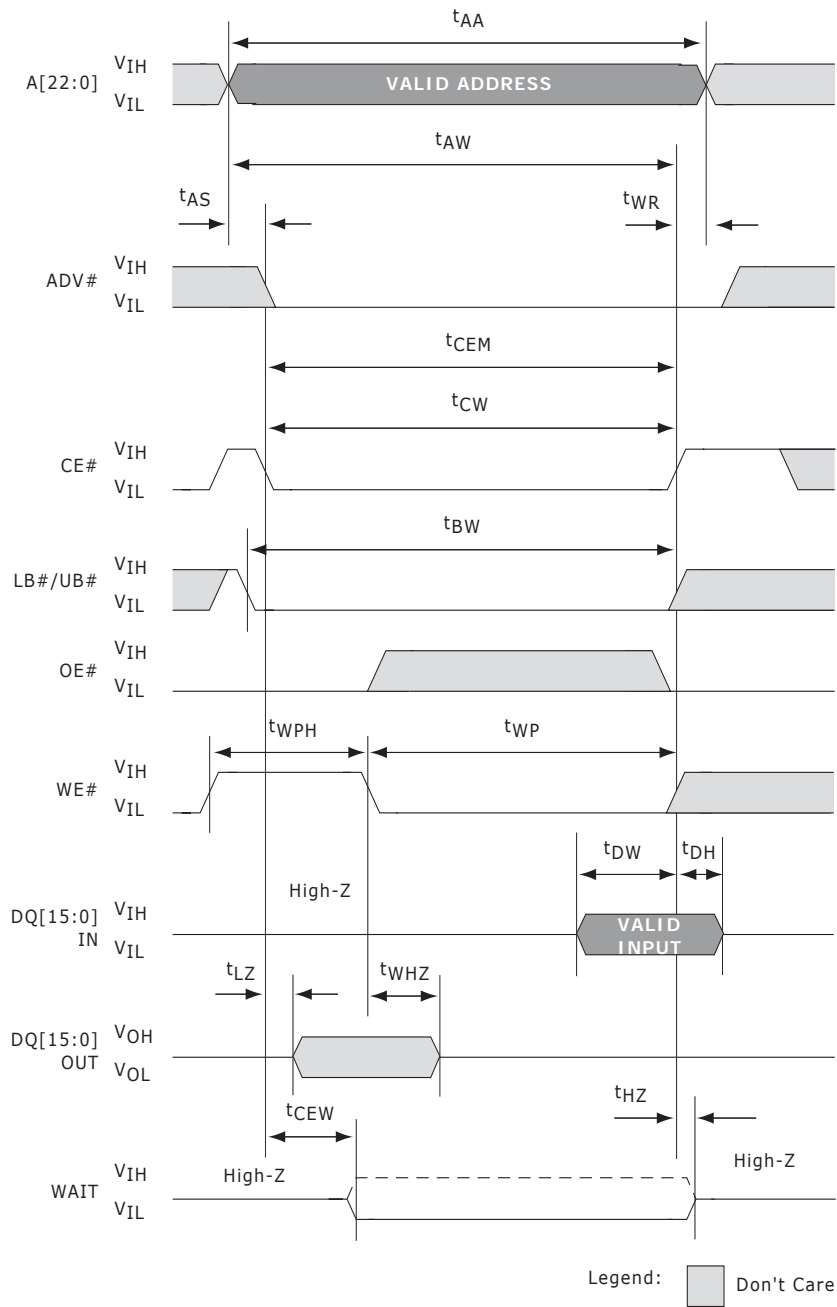 tAA
A[22:0]
VIH
VIL
VALID ADDRESS
tAW
tAS
tWR
ADV#
VIH
VIL
tCEM
tCW
CE#
VIH
VIL
tBW
LB#/UB#
VIH
VIL
OE#
VIH
VIL
tWPH
tWP
WE#
VIH
VIL
tDW
tDH
High-Z
DQ[15:0]
IN
VIH
VIL
VALID
INPUT
tLZ
tWHZ
DQ[15:0]
OUT
VOH
VOL
tHZ
tCEW
WAIT
VIH
VIL
High-Z
High-Z
Legend:
Don't Care